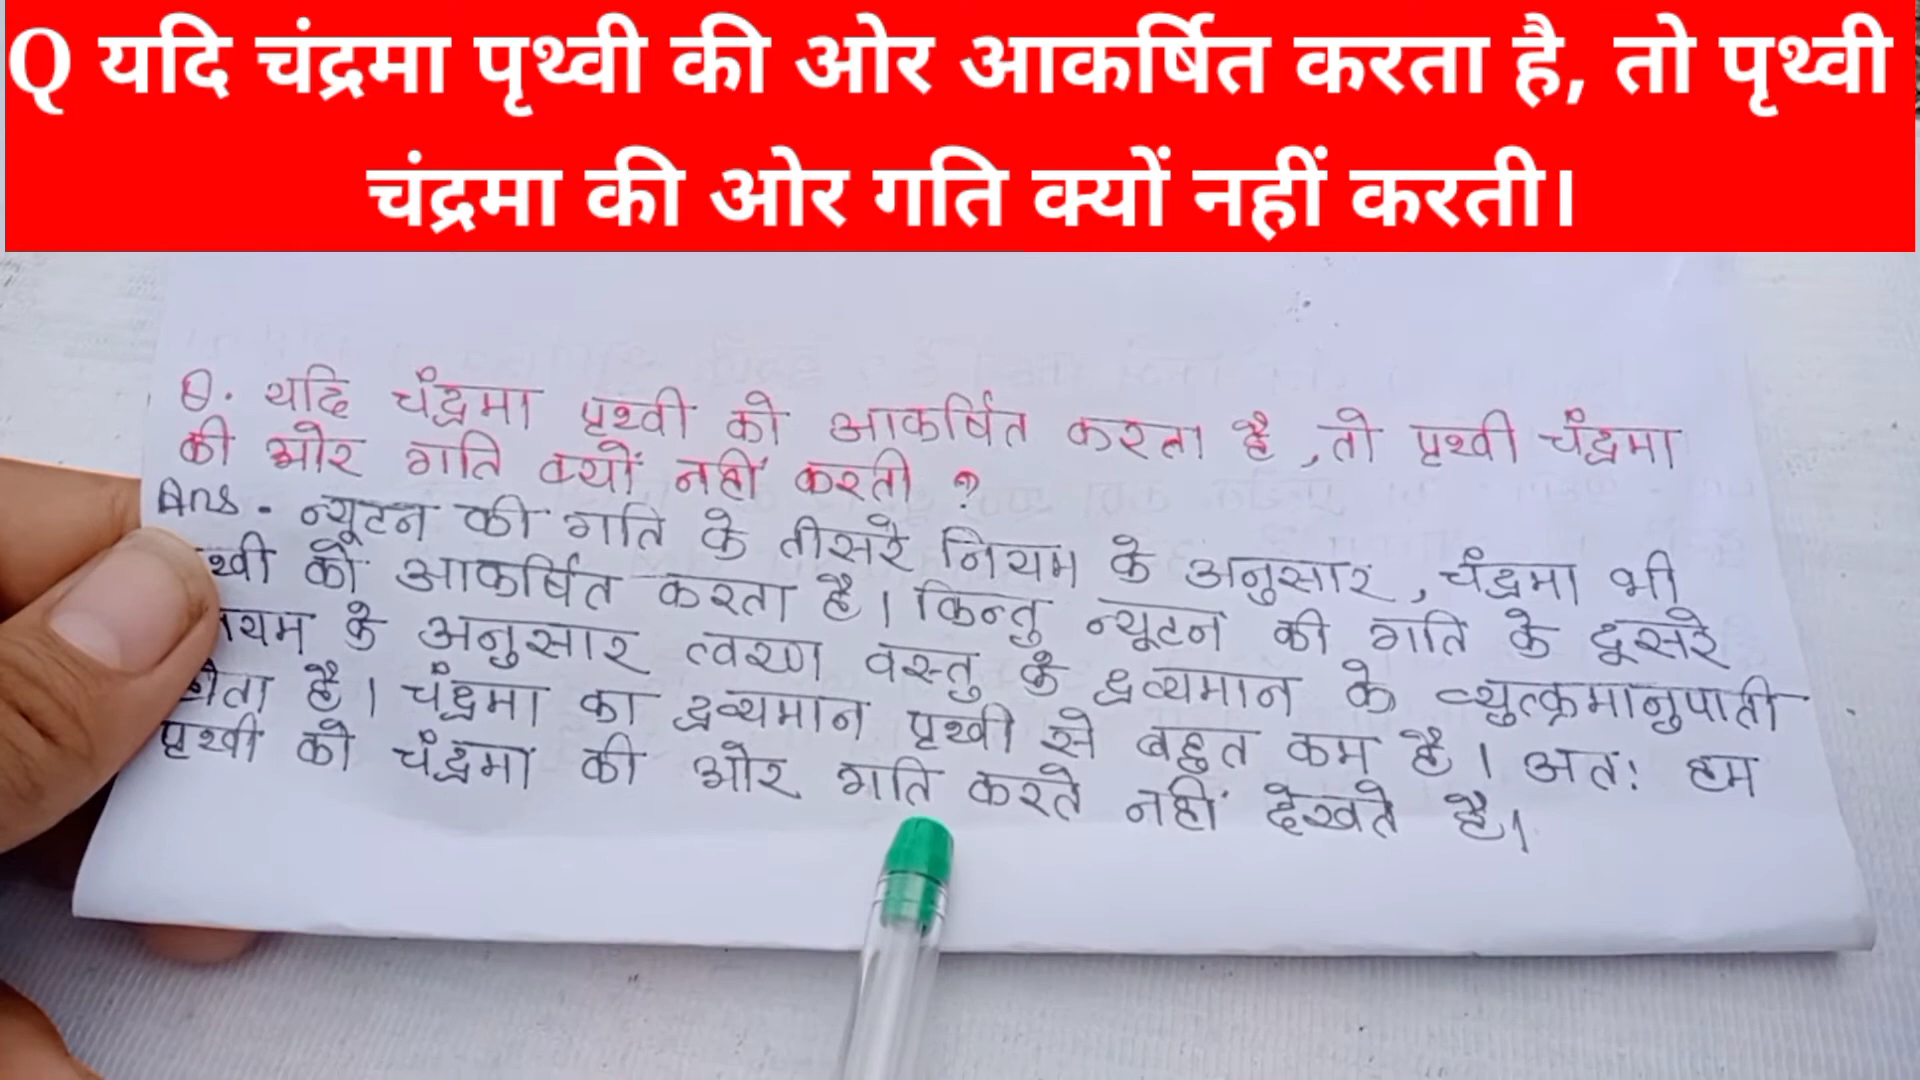 Q यदि चंद्रमा पृथ्वी की ओर आकर्षित करता है, तो पृथ्वी
चंद्रमा की ओर गति क्यों नहीं करती।
Q. यदि चंद्रमा पृथ्वी को आकर्षित करता है, तो पृथ्वी चंद्रमा
की ओर गति क्यों नहीं करती ?
Ans. न्यूटन की गति के तीसरे नियम के अनुसार, चंद्रमा भी
थ्वी को आकर्षित करता है। किन्तु न्यूटन की गति के दूसरे
यम के अनुसार त्वरण वस्तु के द्रव्यमान के व्युत्क्रमानुपाती
होता है। चंद्रमा का द्रव्यमान पृथ्वी से बहुत कम है। अतः हम
पृथ्वी को चंद्रमा की ओर गति करते नहीं देखते है।